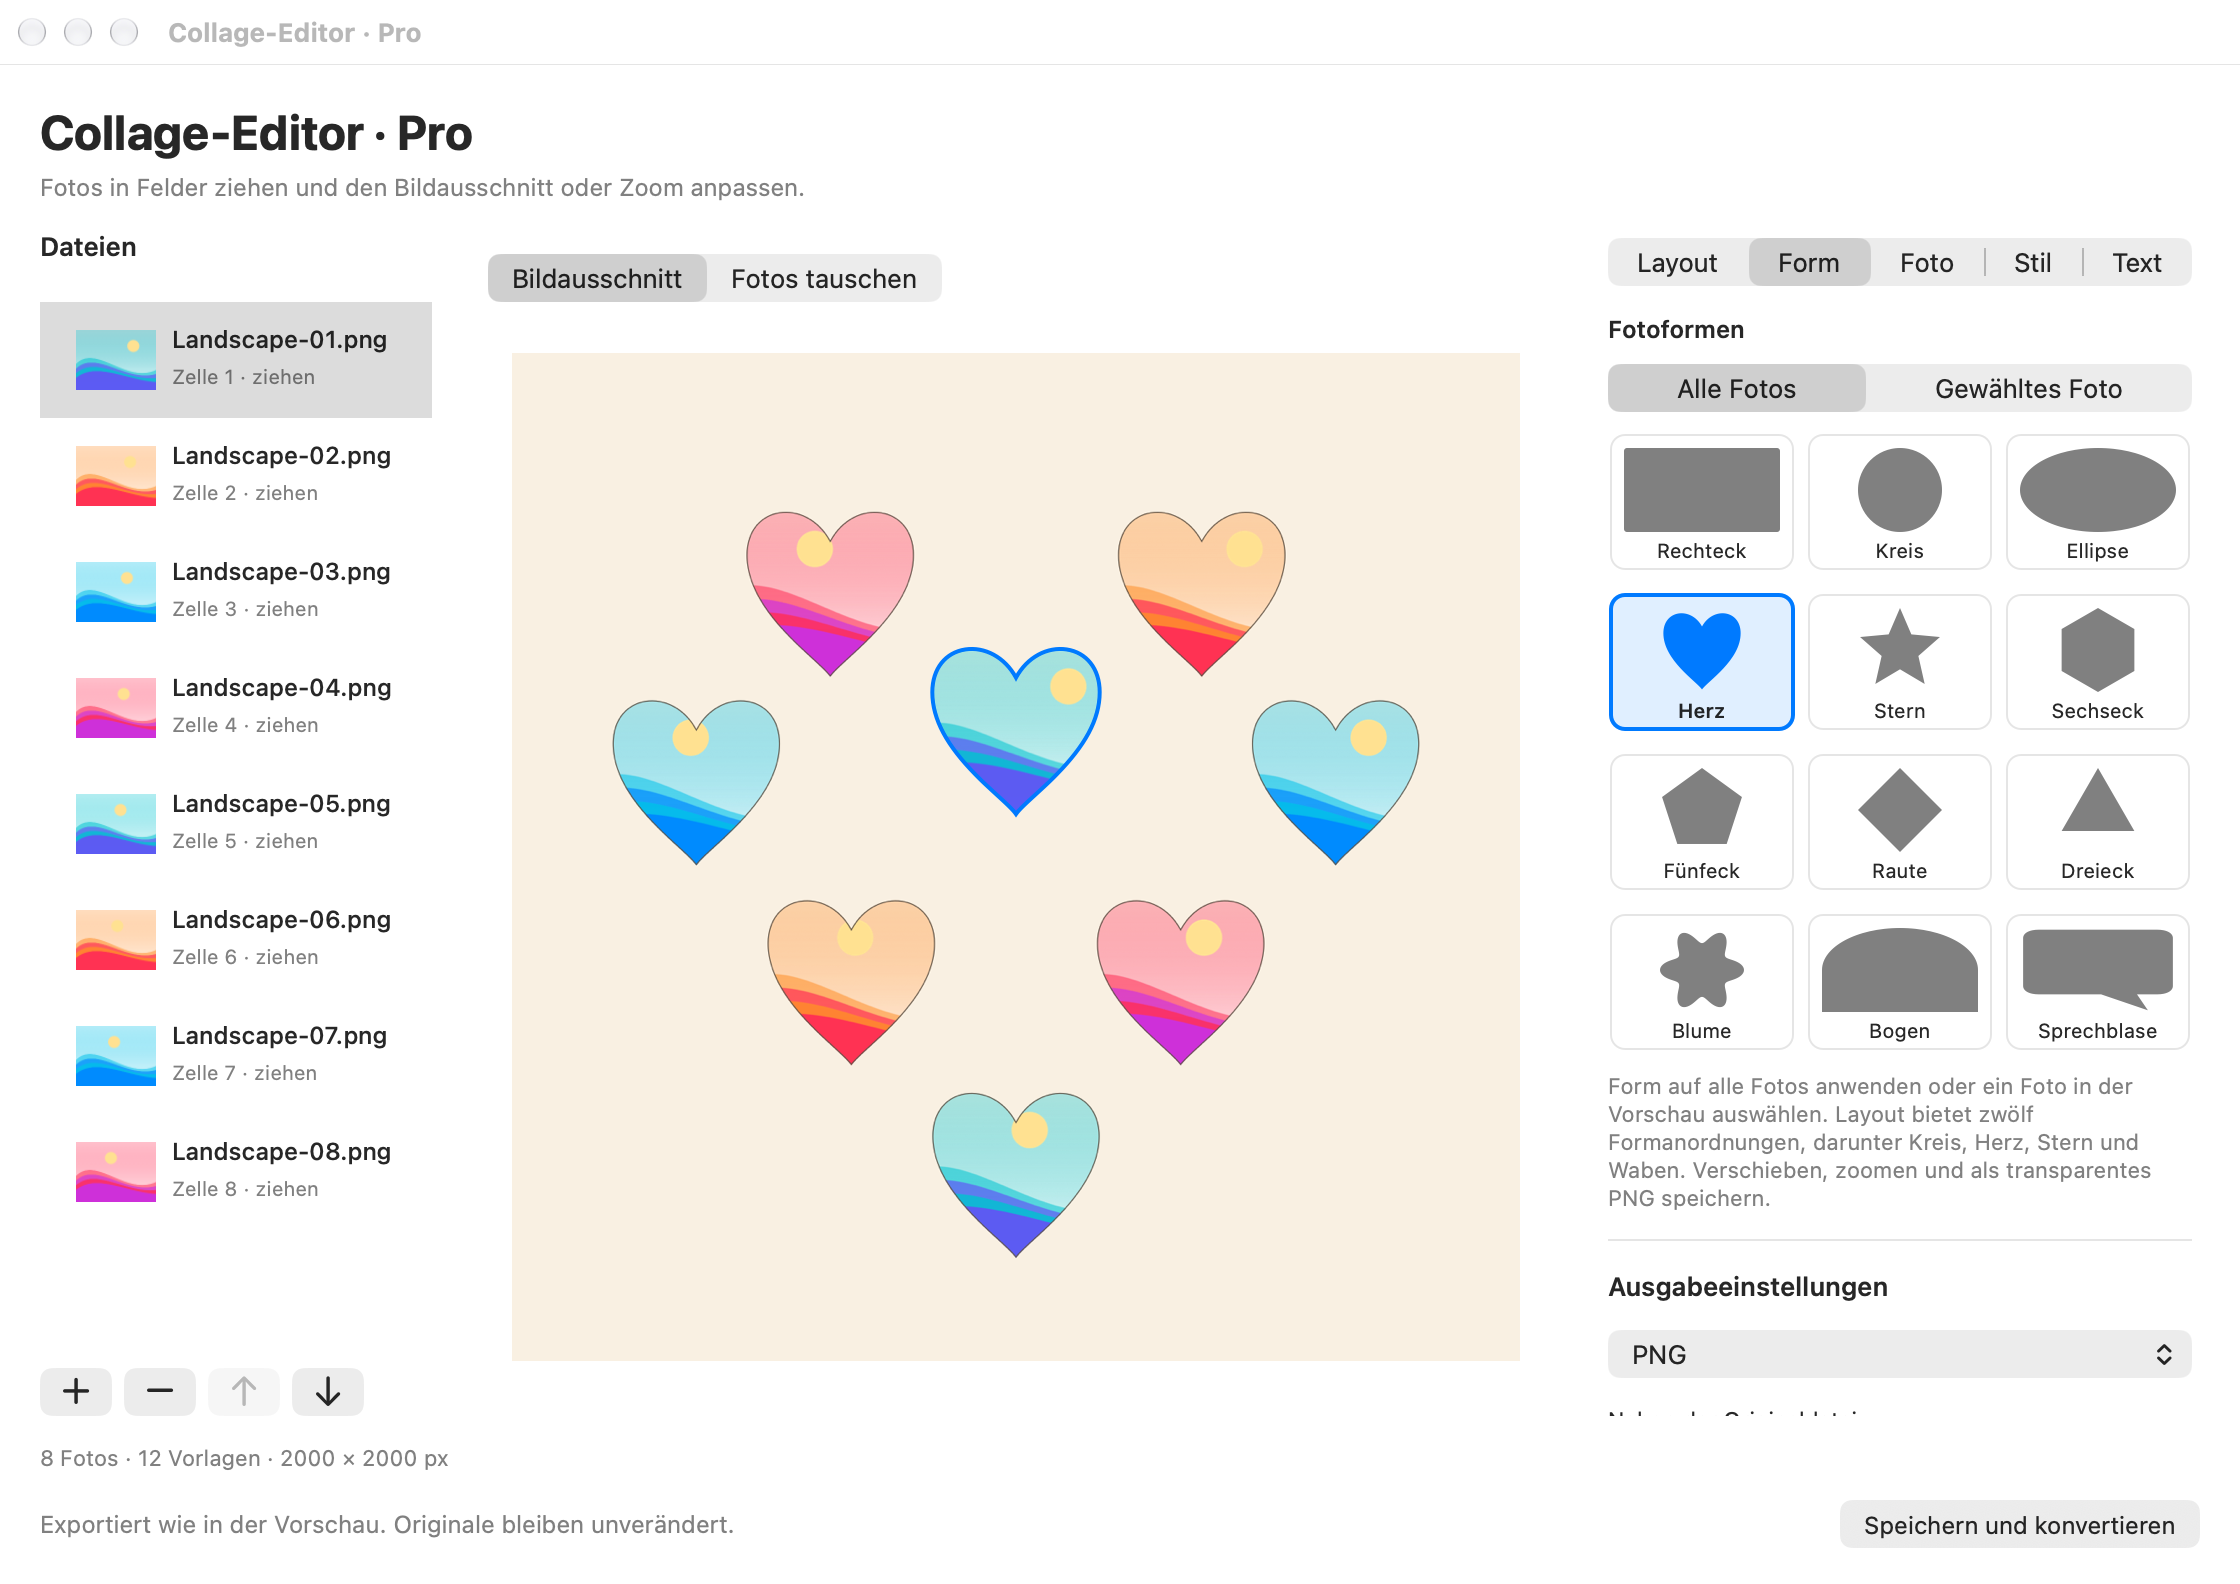 Collage-Editor · Pro
Collage-Editor · Pro
Fotos in Felder ziehen und den Bildausschnitt oder Zoom anpassen.
Dateien
Landscape-01.png
Zelle 1 · ziehen
Landscape-02.png
Zelle 2 · ziehen
Landscape-03.png
Zelle 3 · ziehen
Landscape-04.png
Zelle 4 · ziehen
Landscape-05.png
Zelle 5 · ziehen
Landscape-06.png
Zelle 6 · ziehen
Landscape-07.png
Zelle 7 · ziehen
Landscape-08.png
Zelle 8 · ziehen
8 Fotos · 12 Vorlagen · 2000 × 2000 px
Exportiert wie in der Vorschau. Originale bleiben unverändert.
Bildausschnitt Fotos tauschen
Layout Form Foto Stil Text
Fotoformen
Alle Fotos Gewähltes Foto
Rechteck Kreis Ellipse
Herz Stern Sechseck
Fünfeck Raute Dreieck
Blume Bogen Sprechblase
Form auf alle Fotos anwenden oder ein Foto in der
Vorschau auswählen. Layout bietet zwölf
Formanordnungen, darunter Kreis, Herz, Stern und
Waben. Verschieben, zoomen und als transparentes
PNG speichern.
Ausgabeeinstellungen
PNG
Speichern und konvertieren